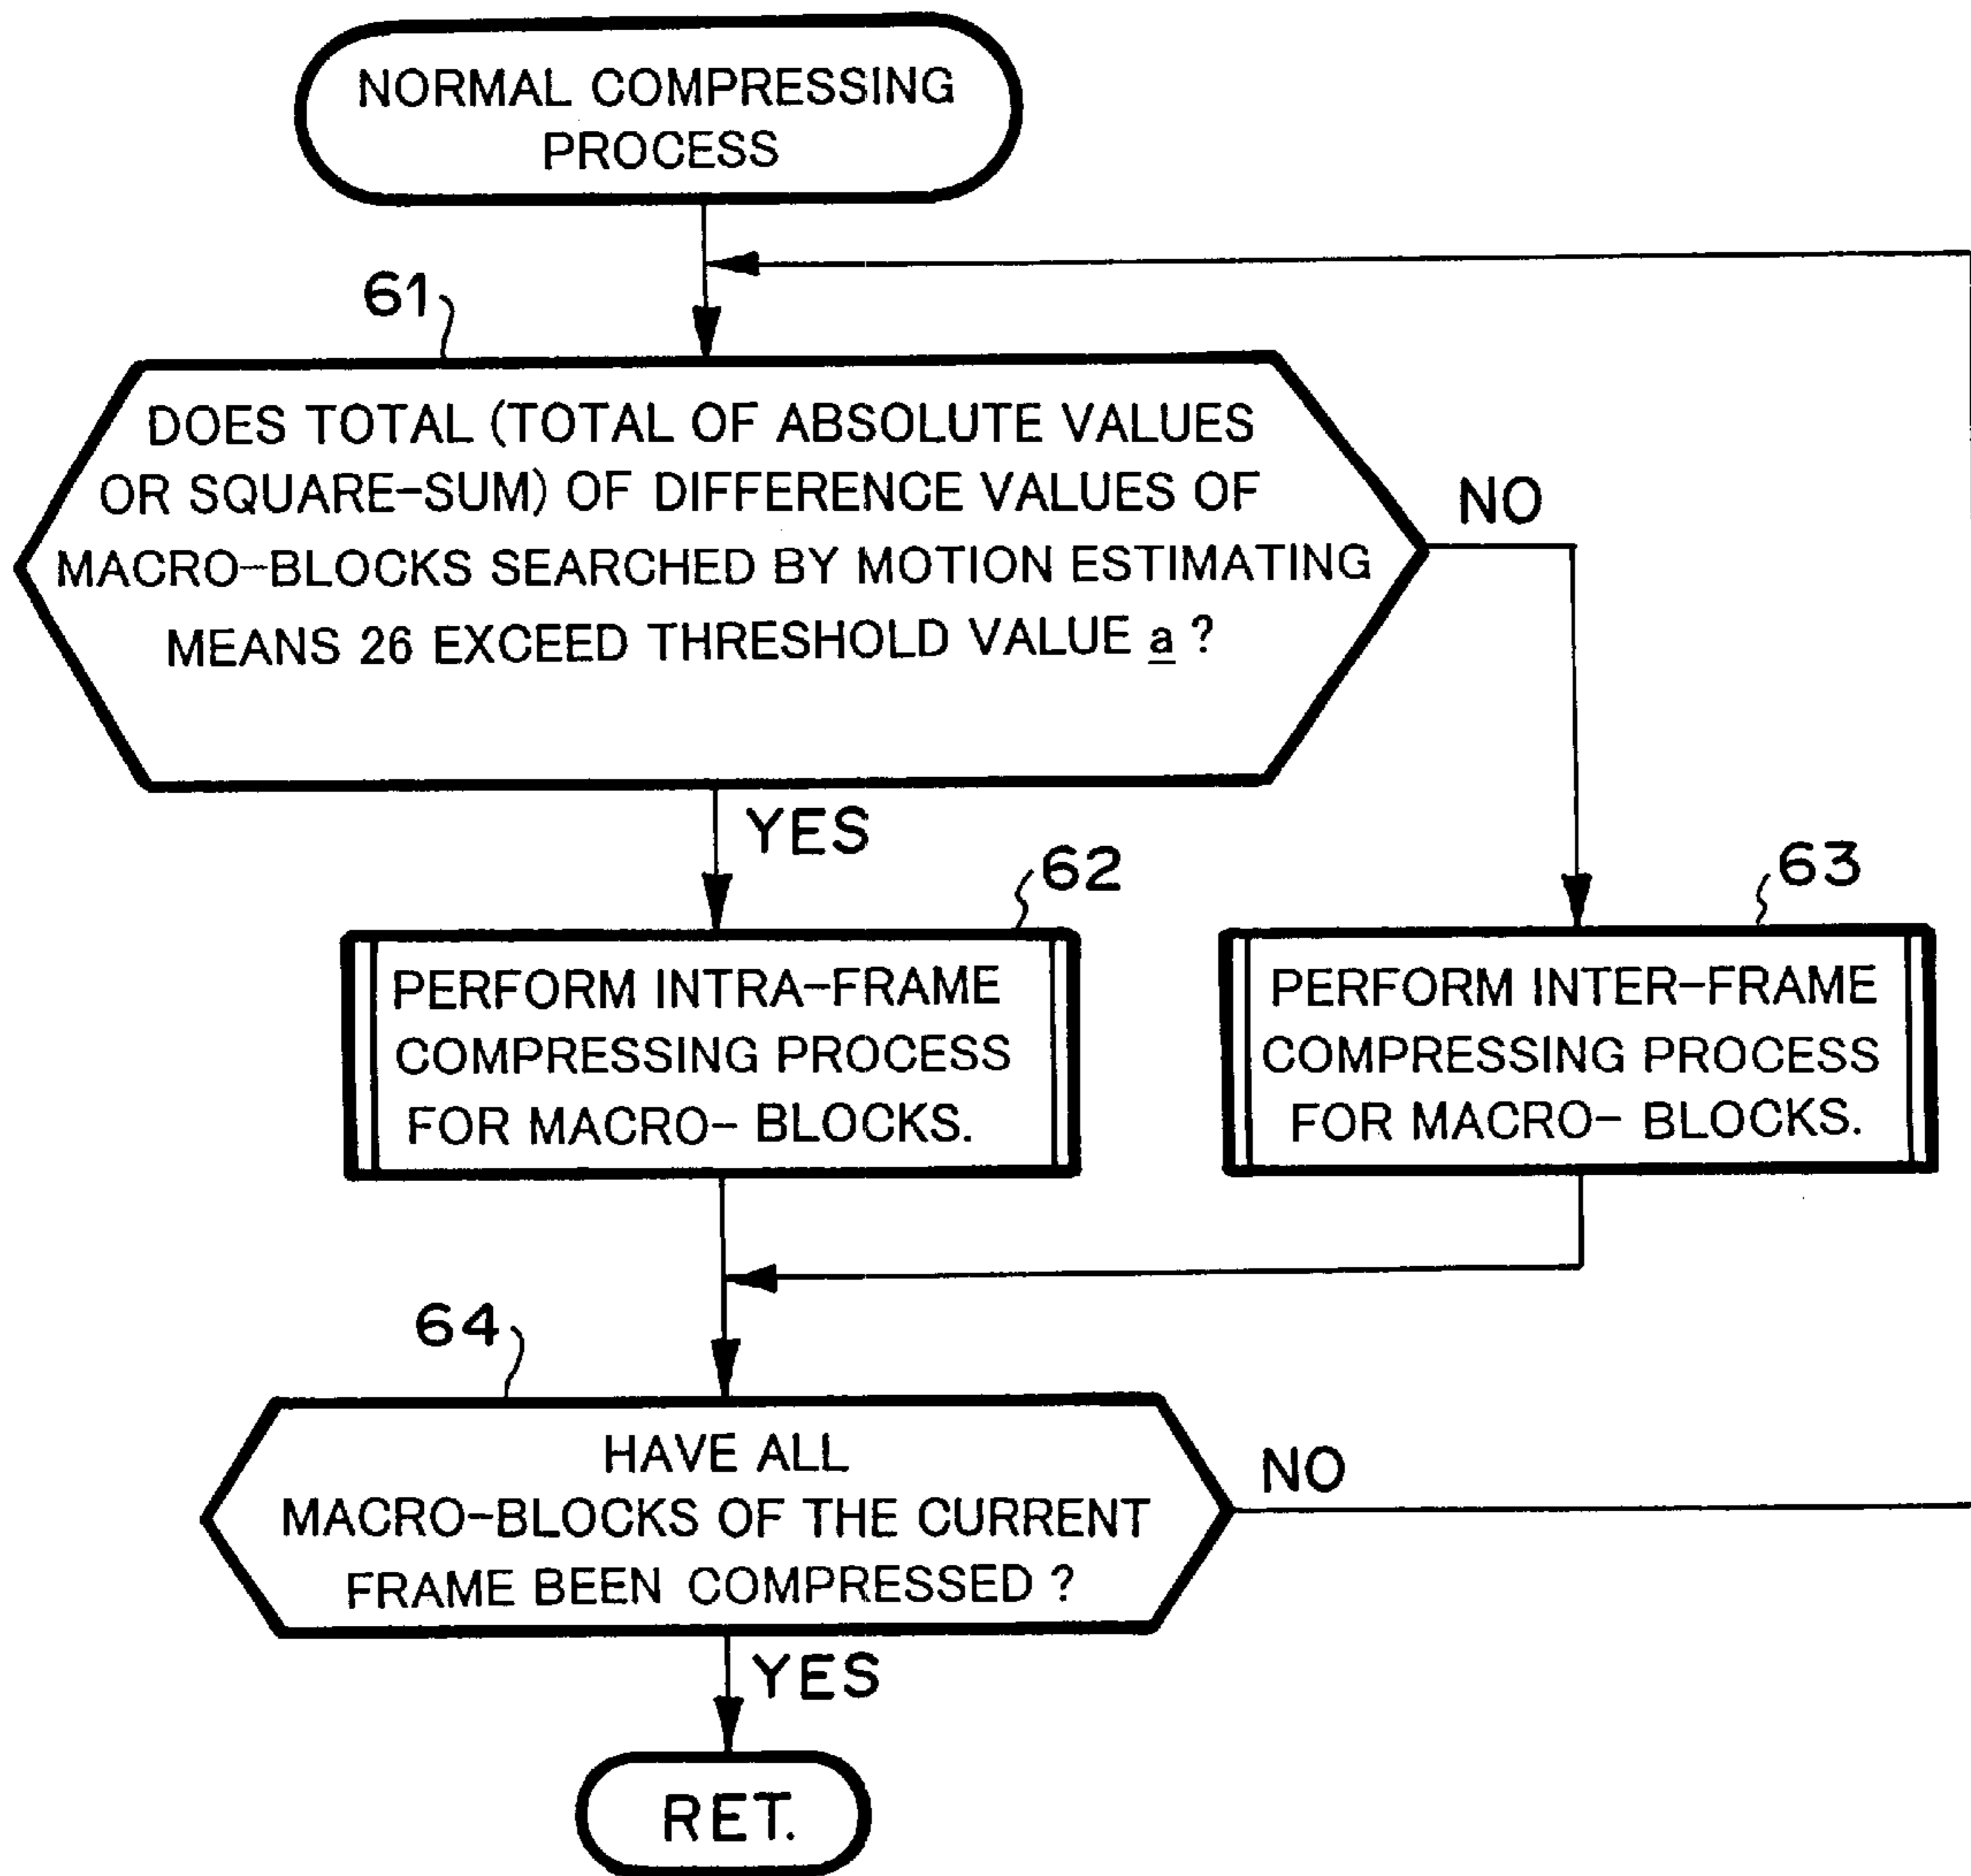 NORMAL COMPRESSING
PROCESS
61
DOES TOTAL (TOTAL OF ABSOLUTE VALUES
OR SQUARE-SUM) OF DIFFERENCE VALUES OF
MACRO-BLOCKS SEARCHED BY MOTION ESTIMATING
MEANS 26 EXCEED THRESHOLD VALUE a ?
NO
YES
62
63
PERFORM INTRA-FRAME
COMPRESSING PROCESS
FOR MACRO- BLOCKS.
PERFORM INTER-FRAME
COMPRESSING PROCESS
FOR MACRO- BLOCKS.
64
HAVE ALL
MACRO-BLOCKS OF THE CURRENT
FRAME BEEN COMPRESSED ?
NO
YES
RET.